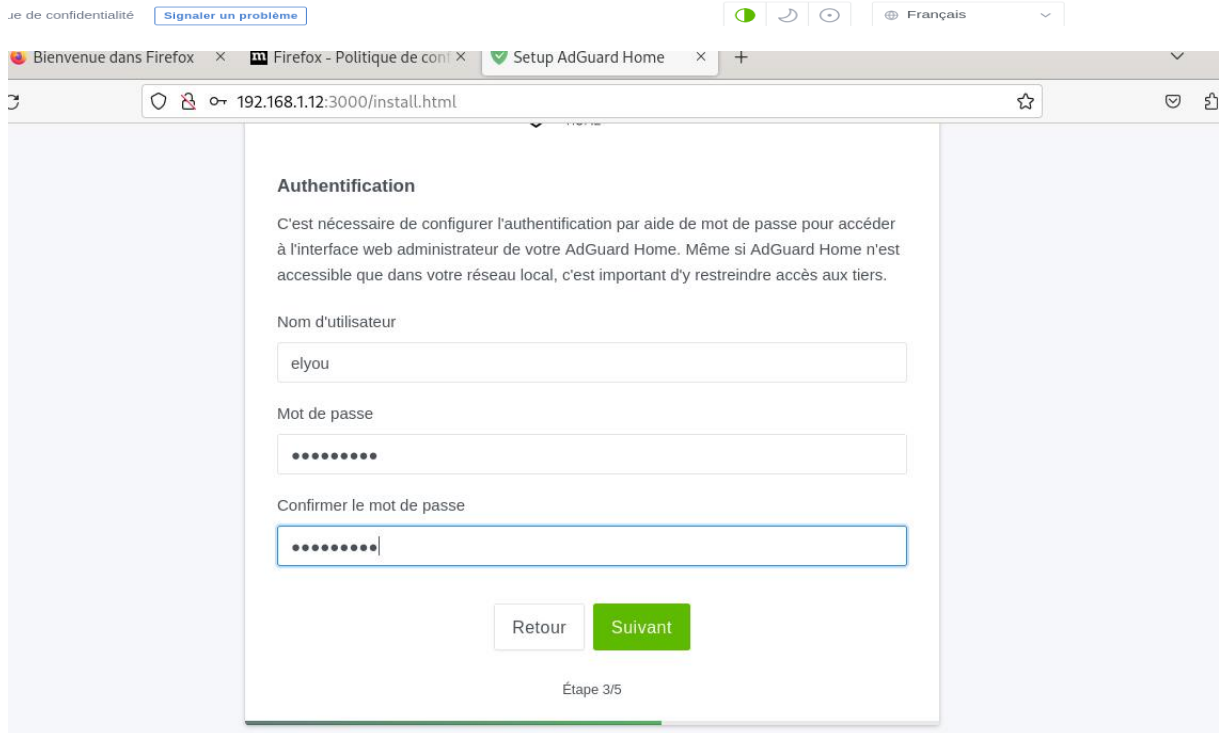 ue de confidentialité Signaler un problème Français
Bienvenue dans Firefox Firefox - Politique de conf Setup AdGuard Home
192.168.1.12:3000/install.html
Authentification
C'est nécessaire de configurer l'authentification par aide de mot de passe pour accéder
à l'interface web administrateur de votre AdGuard Home. Même si AdGuard Home n'est
accessible que dans votre réseau local, c'est important d'y restreindre accès aux tiers.
Nom d'utilisateur
elyou
Mot de passe
●●●●●●●●●
Confirmer le mot de passe
●●●●●●●●●
Retour Suivant
Étape 3/5